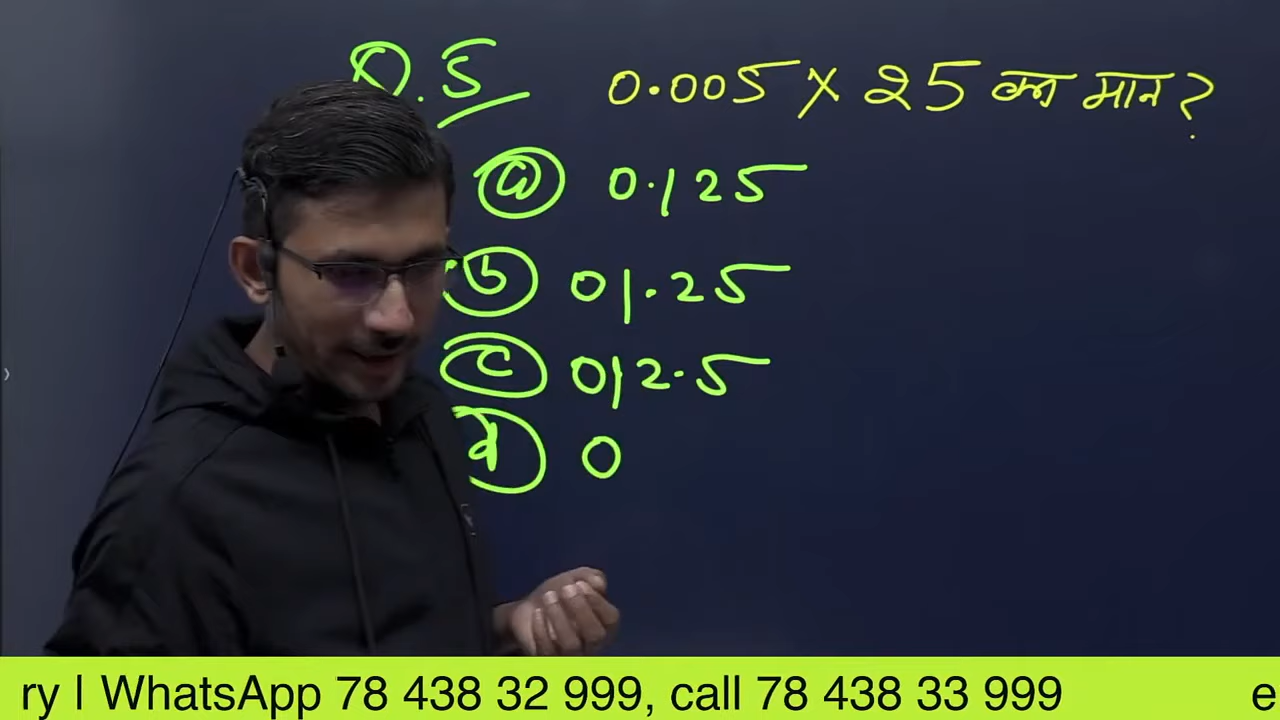 Q.5 0.005 × 25 का मान ?
(a) 0.125
(b) 01.25
(c) 012.5
(d) 0
ry | WhatsApp 78 438 32 999, call 78 438 33 999 e